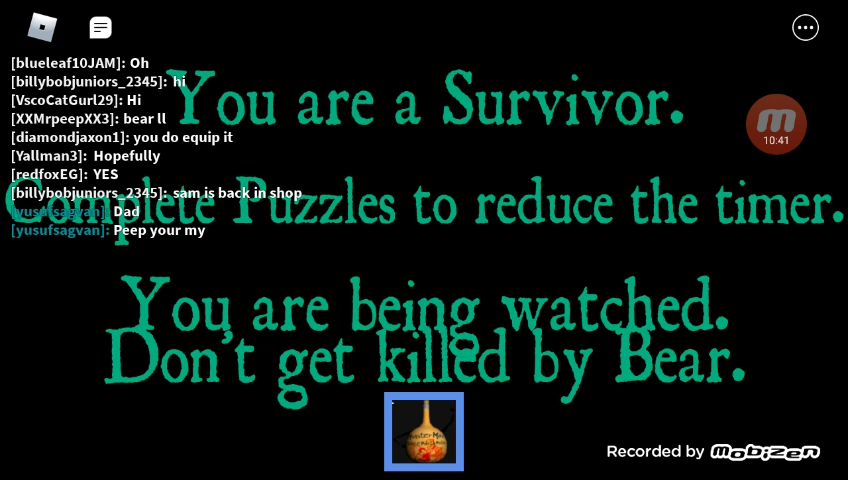 [blueleaf10JAM]: Oh
[billybobjuniors_2345]: hi
[VscoCatGurl29]: Hi
[XXMrpeepXX3]: bear ll
[diamondjaxon1]: you do equip it
[Yallman3]: Hopefully
[redfoxEG]: YES
[billybobjuniors_2345]: sam is back in shop
[yusufsagvan]: Dad
[yusufsagvan]: Peep your my
You are a Survivor.
10:41
Complete Puzzles to reduce the timer.
You are being watched.
Don't get killed by Bear.
Recorded by mobizen